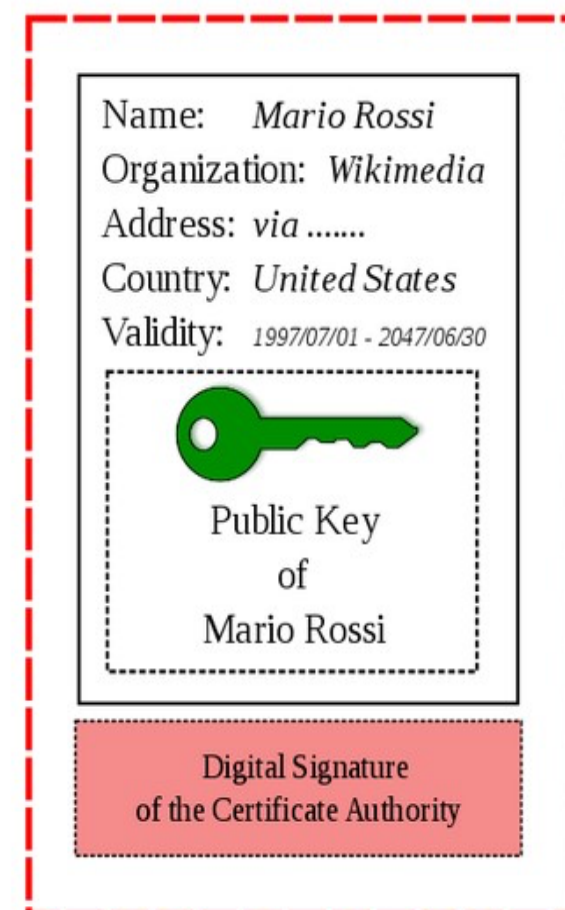 Name: Mario Rossi
Organization: Wikimedia
Address: via .......
Country: United States
Validity: 1997/07/01 - 2047/06/30
Public Key
of
Mario Rossi
Digital Signature
of the Certificate Authority